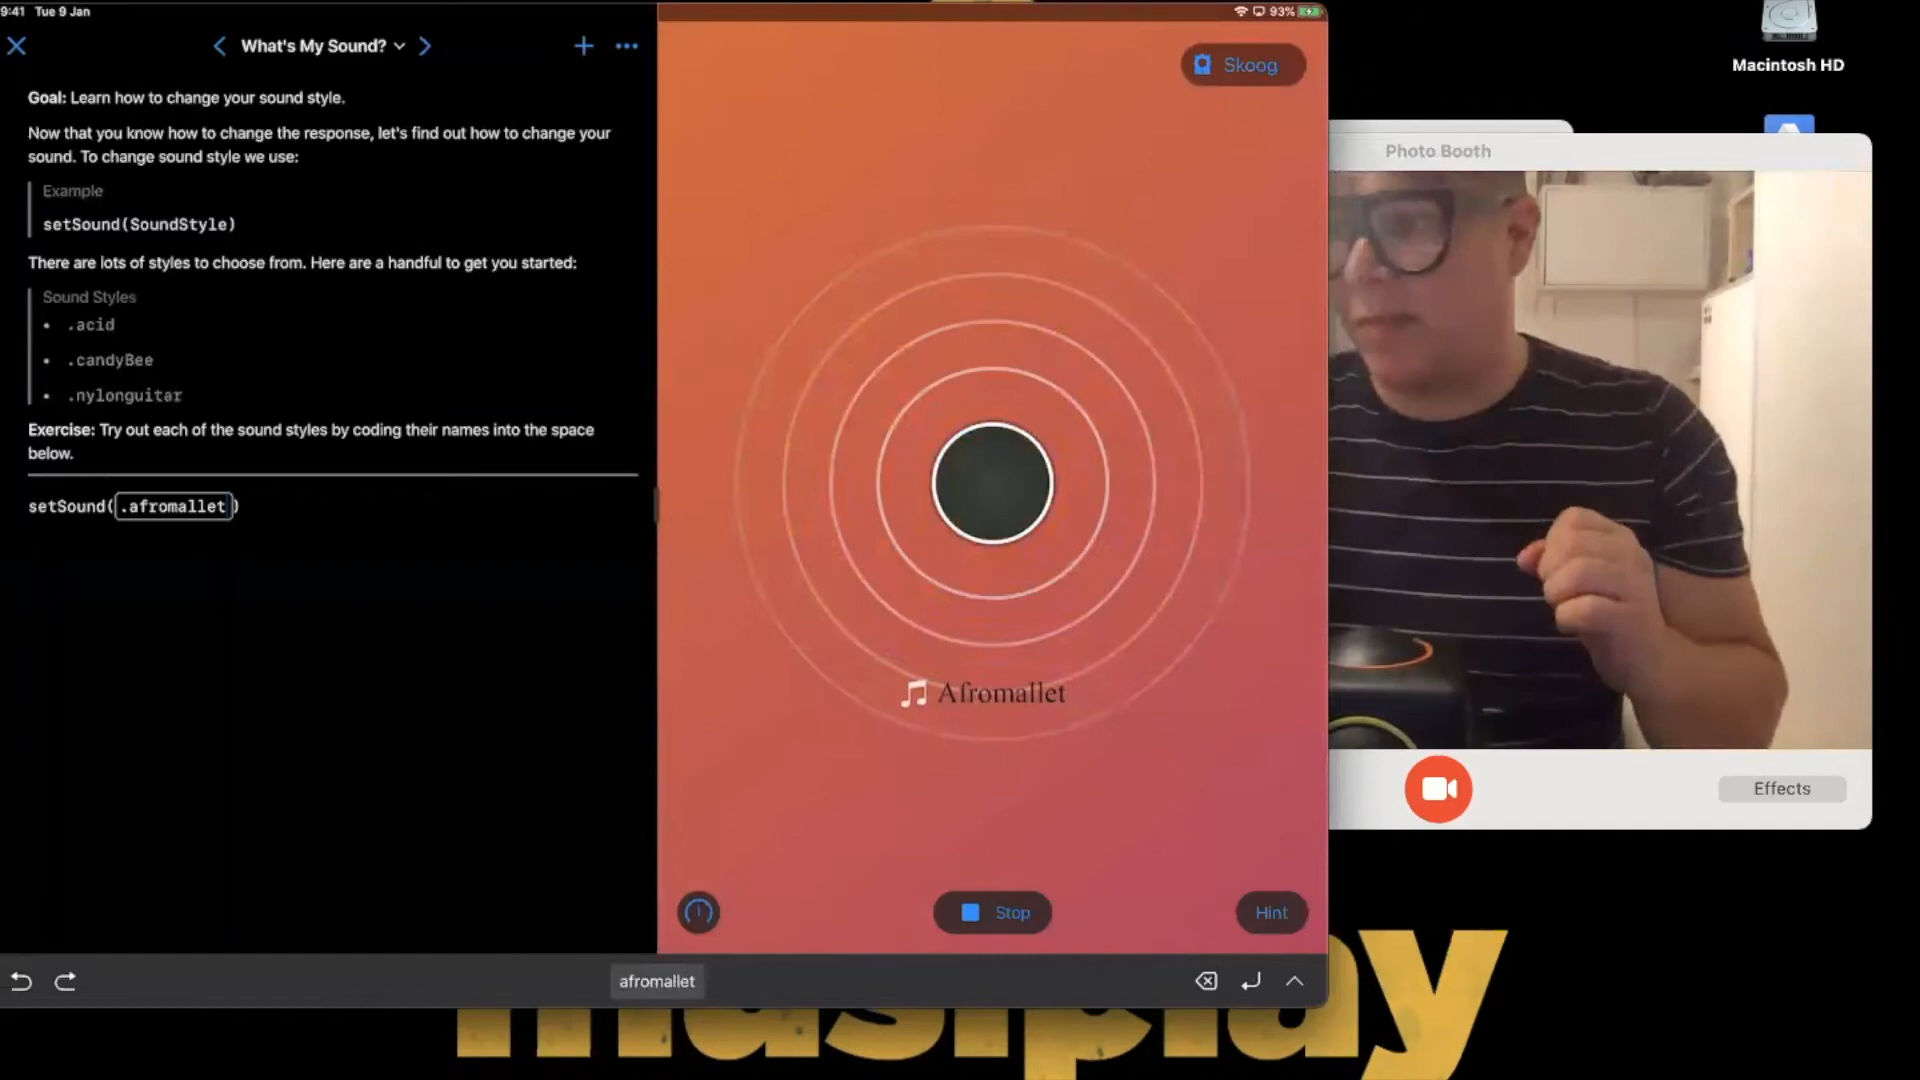 9:41 Tue 9 Jan
93%
What's My Sound?
Goal: Learn how to change your sound style.
Now that you know how to change the response, let's find out how to change your
sound. To change sound style we use:
Example
setSound(SoundStyle)
There are lots of styles to choose from. Here are a handful to get you started:
Sound Styles
• .acid
• .candyBee
• .nylonguitar
Exercise: Try out each of the sound styles by coding their names into the space
below.
setSound(.afromallet)
Skoog
Afromallet
Stop
Hint
afromallet
Macintosh HD
Photo Booth
Effects
musiplay